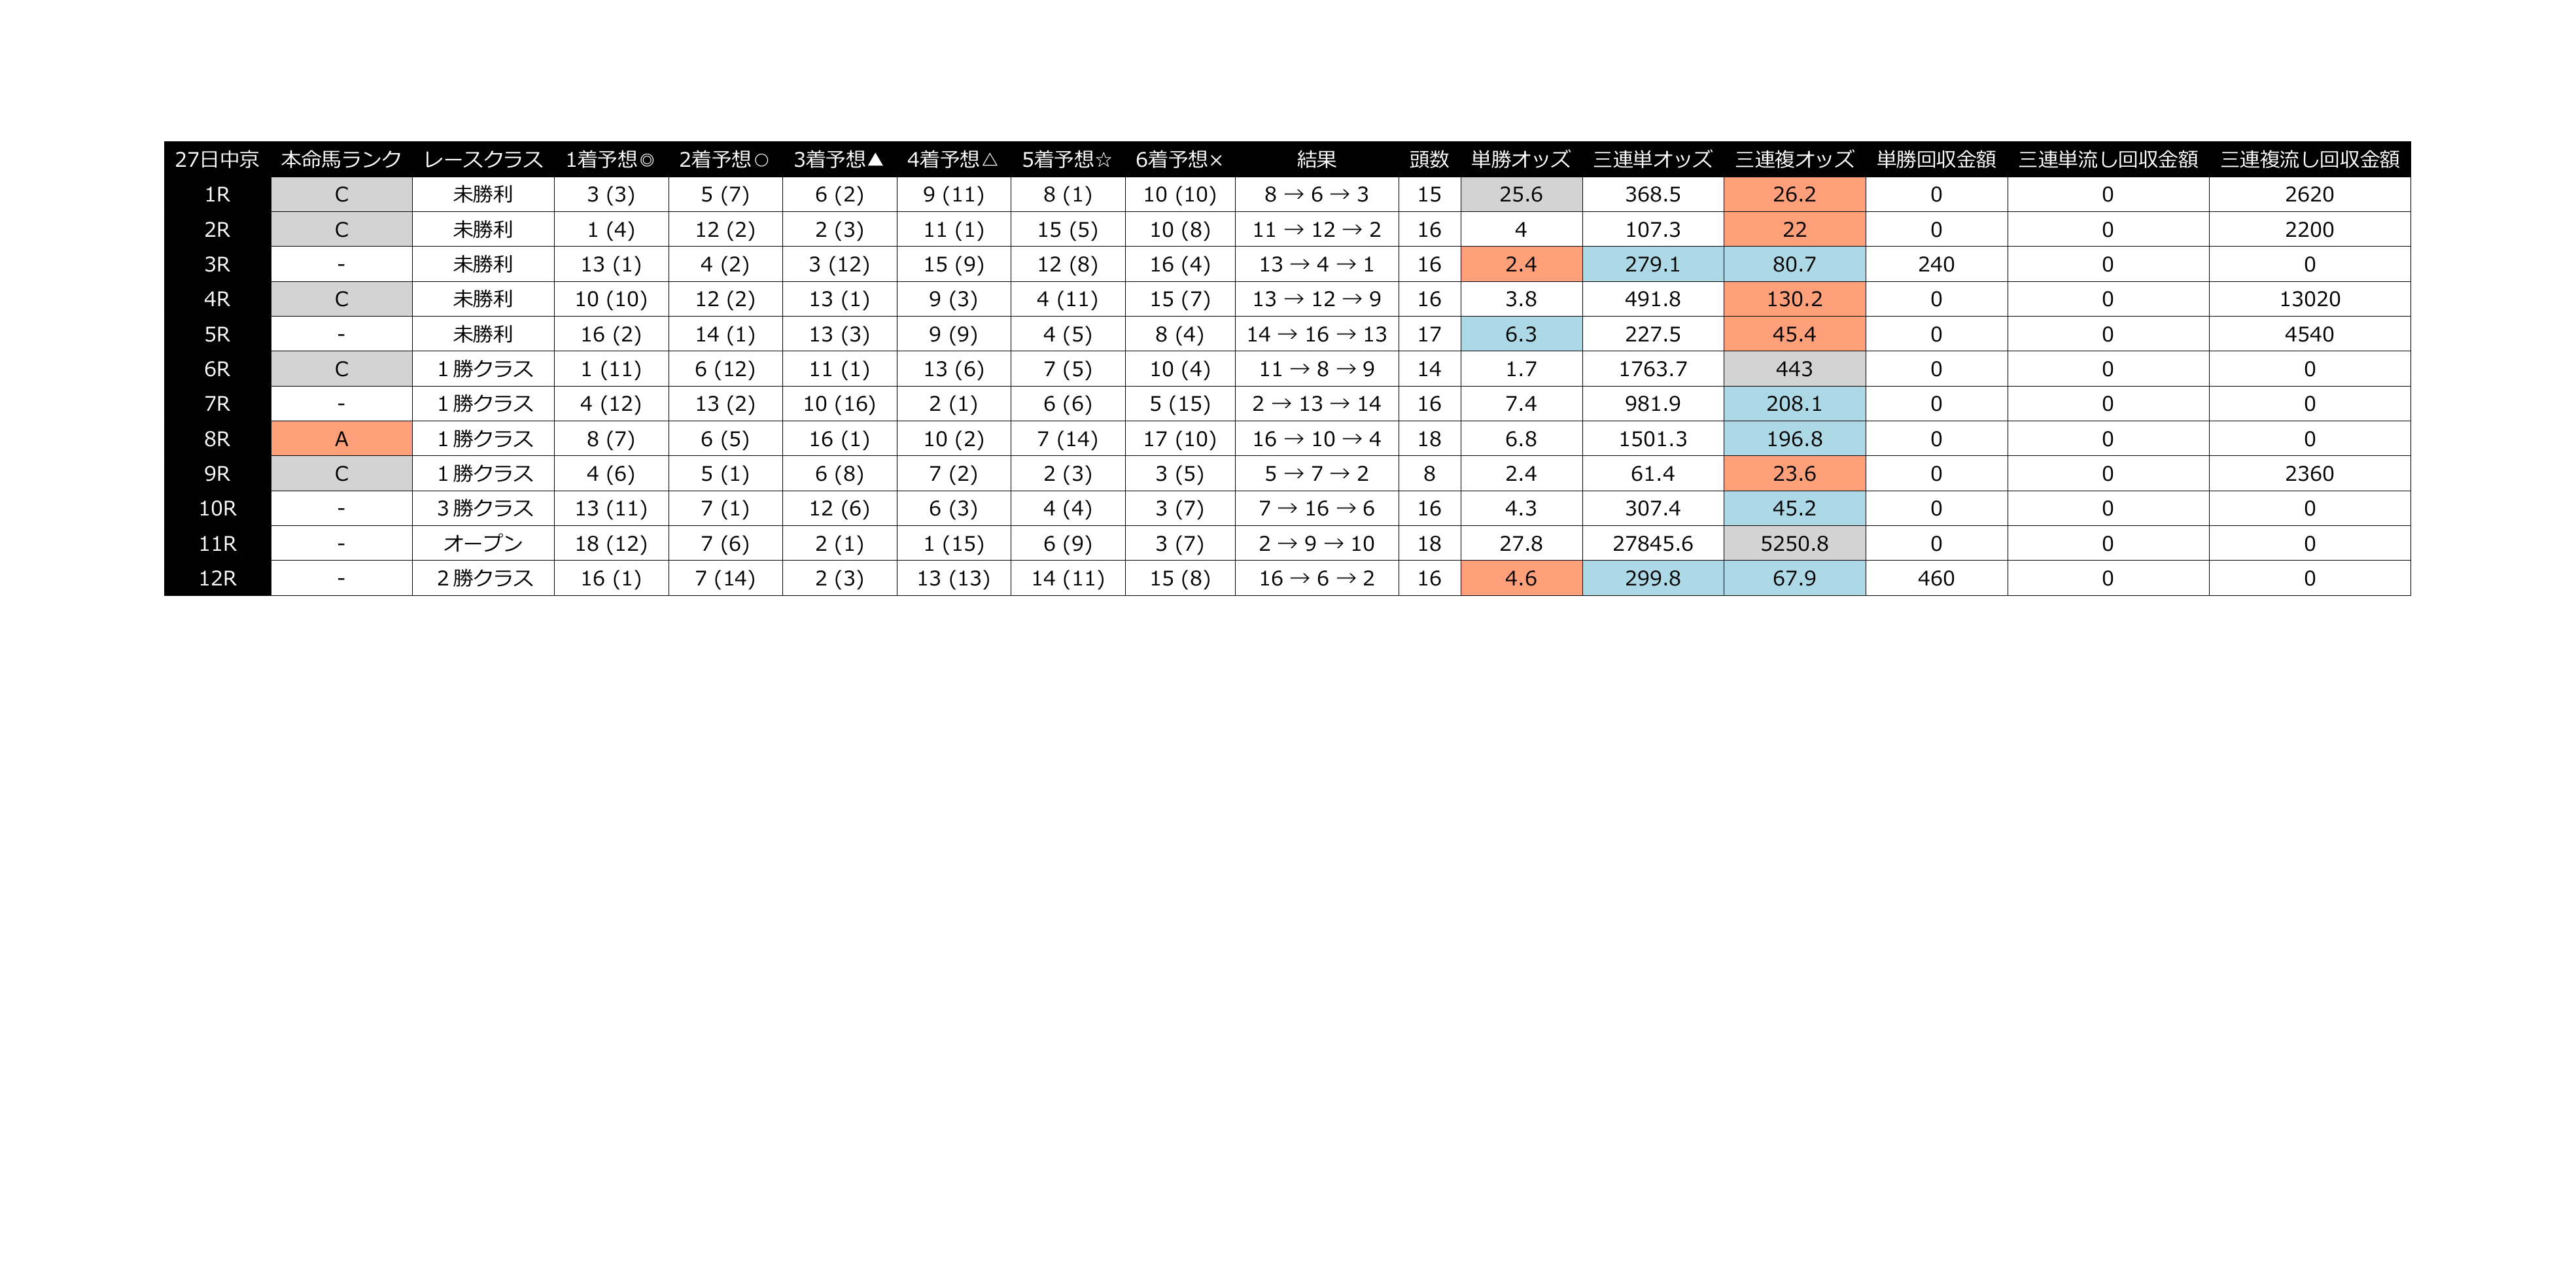 27日中京 本命馬ランク レースクラス 1着予想◎ 2着予想○ 3着予想▲ 4着予想△ 5着予想☆ 6着予想× 結果 頭数 単勝オッズ 三連単オッズ 三連複オッズ 単勝回収金額 三連単流し回収金額 三連複流し回収金額
1R C 未勝利 3 (3) 5 (7) 6 (2) 9 (11) 8 (1) 10 (10) 8 → 6 → 3 15 25.6 368.5 26.2 0 0 2620
2R C 未勝利 1 (4) 12 (2) 2 (3) 11 (1) 15 (5) 10 (8) 11 → 12 → 2 16 4 107.3 22 0 0 2200
3R - 未勝利 13 (1) 4 (2) 3 (12) 15 (9) 12 (8) 16 (4) 13 → 4 → 1 16 2.4 279.1 80.7 240 0 0
4R C 未勝利 10 (10) 12 (2) 13 (1) 9 (3) 4 (11) 15 (7) 13 → 12 → 9 16 3.8 491.8 130.2 0 0 13020
5R - 未勝利 16 (2) 14 (1) 13 (3) 9 (9) 4 (5) 8 (4) 14 → 16 → 13 17 6.3 227.5 45.4 0 0 4540
6R C １勝クラス 1 (11) 6 (12) 11 (1) 13 (6) 7 (5) 10 (4) 11 → 8 → 9 14 1.7 1763.7 443 0 0 0
7R - １勝クラス 4 (12) 13 (2) 10 (16) 2 (1) 6 (6) 5 (15) 2 → 13 → 14 16 7.4 981.9 208.1 0 0 0
8R A １勝クラス 8 (7) 6 (5) 16 (1) 10 (2) 7 (14) 17 (10) 16 → 10 → 4 18 6.8 1501.3 196.8 0 0 0
9R C １勝クラス 4 (6) 5 (1) 6 (8) 7 (2) 2 (3) 3 (5) 5 → 7 → 2 8 2.4 61.4 23.6 0 0 2360
10R - ３勝クラス 13 (11) 7 (1) 12 (6) 6 (3) 4 (4) 3 (7) 7 → 16 → 6 16 4.3 307.4 45.2 0 0 0
11R - オープン 18 (12) 7 (6) 2 (1) 1 (15) 6 (9) 3 (7) 2 → 9 → 10 18 27.8 27845.6 5250.8 0 0 0
12R - ２勝クラス 16 (1) 7 (14) 2 (3) 13 (13) 14 (11) 15 (8) 16 → 6 → 2 16 4.6 299.8 67.9 460 0 0